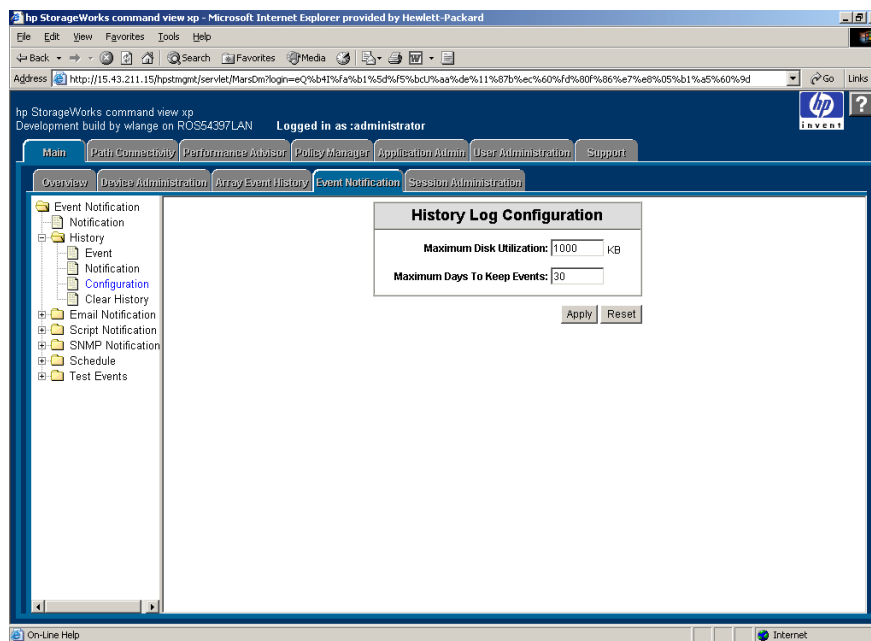 hp StorageWorks command view xp - Microsoft Internet Explorer provided by Hewlett-Packard
File Edit View Favorites Tools Help
Back Search Favorites Media
Address http://15.43.211.15/hpstmgmt/servlet/MarsDm?login=eQ%b4I%fa%b1%5d%f5%bcU%aa%de%11%87b%ec%60%fd%80f%86%e7%e8%05%b1%a5%60%9d Go Links
hp StorageWorks command view xp
Development build by wlange on ROS54397LAN Logged in as :administrator
hp
invent
?
Main Path Connectivity Performance Advisor Policy Manager Application Admin User Administration Support
Overview Device Administration Array Event History Event Notification Session Administration
Event Notification
Notification
History
Event
Notification
Configuration
Clear History
Email Notification
Script Notification
SNMP Notification
Schedule
Test Events
History Log Configuration
Maximum Disk Utilization: 1000 KB
Maximum Days To Keep Events: 30
Apply Reset
On-Line Help Internet